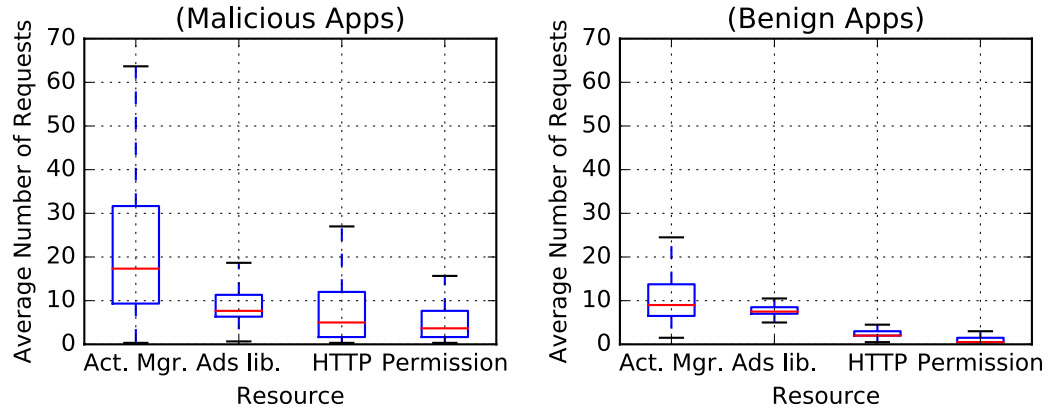 (Malicious Apps)
Average Number of Requests
70
60
50
40
30
20
10
0
Act. Mgr. Ads lib. HTTP Permission
Resource
(Benign Apps)
Average Number of Requests
70
60
50
40
30
20
10
0
Act. Mgr. Ads lib. HTTP Permission
Resource